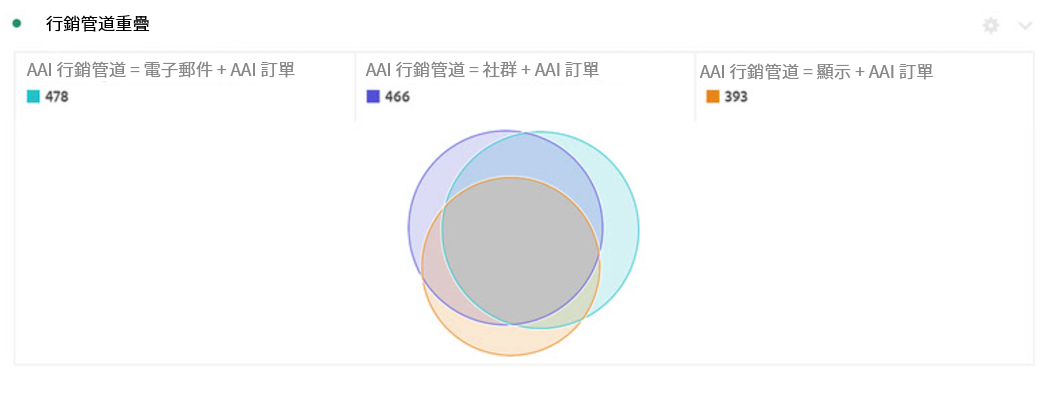 行銷管道重疊
AAI 行銷管道 = 電子郵件 + AAI 訂單
478
AAI 行銷管道 = 社群 + AAI 訂單
466
AAI 行銷管道 = 顯示 + AAI 訂單
393